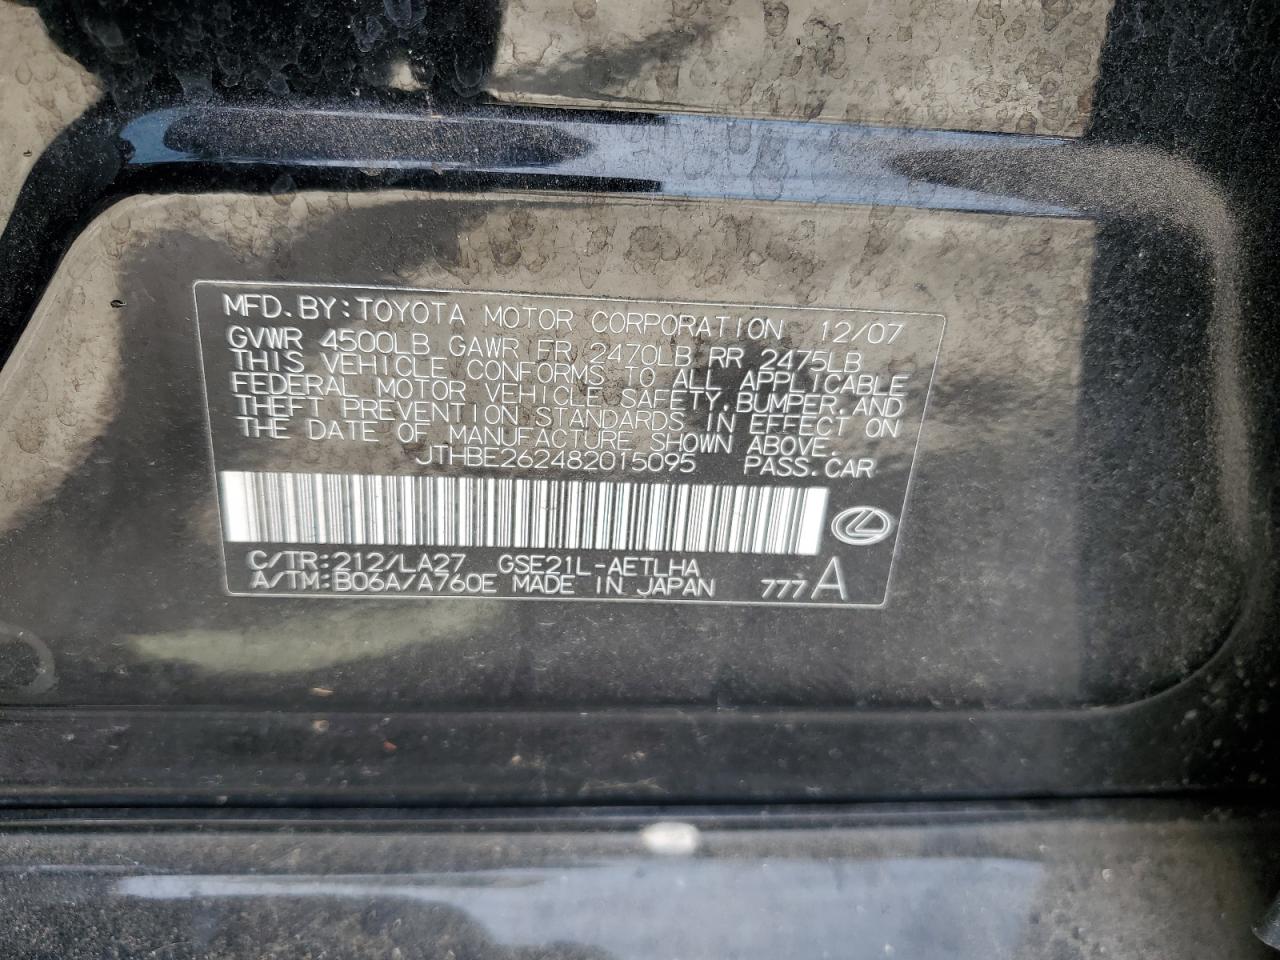 MFD. BY: TOYOTA MOTOR CORPORATION 12/07
GVWR 4500LB GAWR FR 2470LB RR 2475LB
THIS VEHICLE CONFORMS TO ALL APPLICABLE
FEDERAL MOTOR VEHICLE SAFETY, BUMPER, AND
THEFT PREVENTION STANDARDS IN EFFECT ON
THE DATE OF MANUFACTURE SHOWN ABOVE.
JTHBE262482015095 PASS. CAR
C/TR: 212/LA27 GSE21L-AETLHA
A/TM: B06A/A760E MADE IN JAPAN 777A